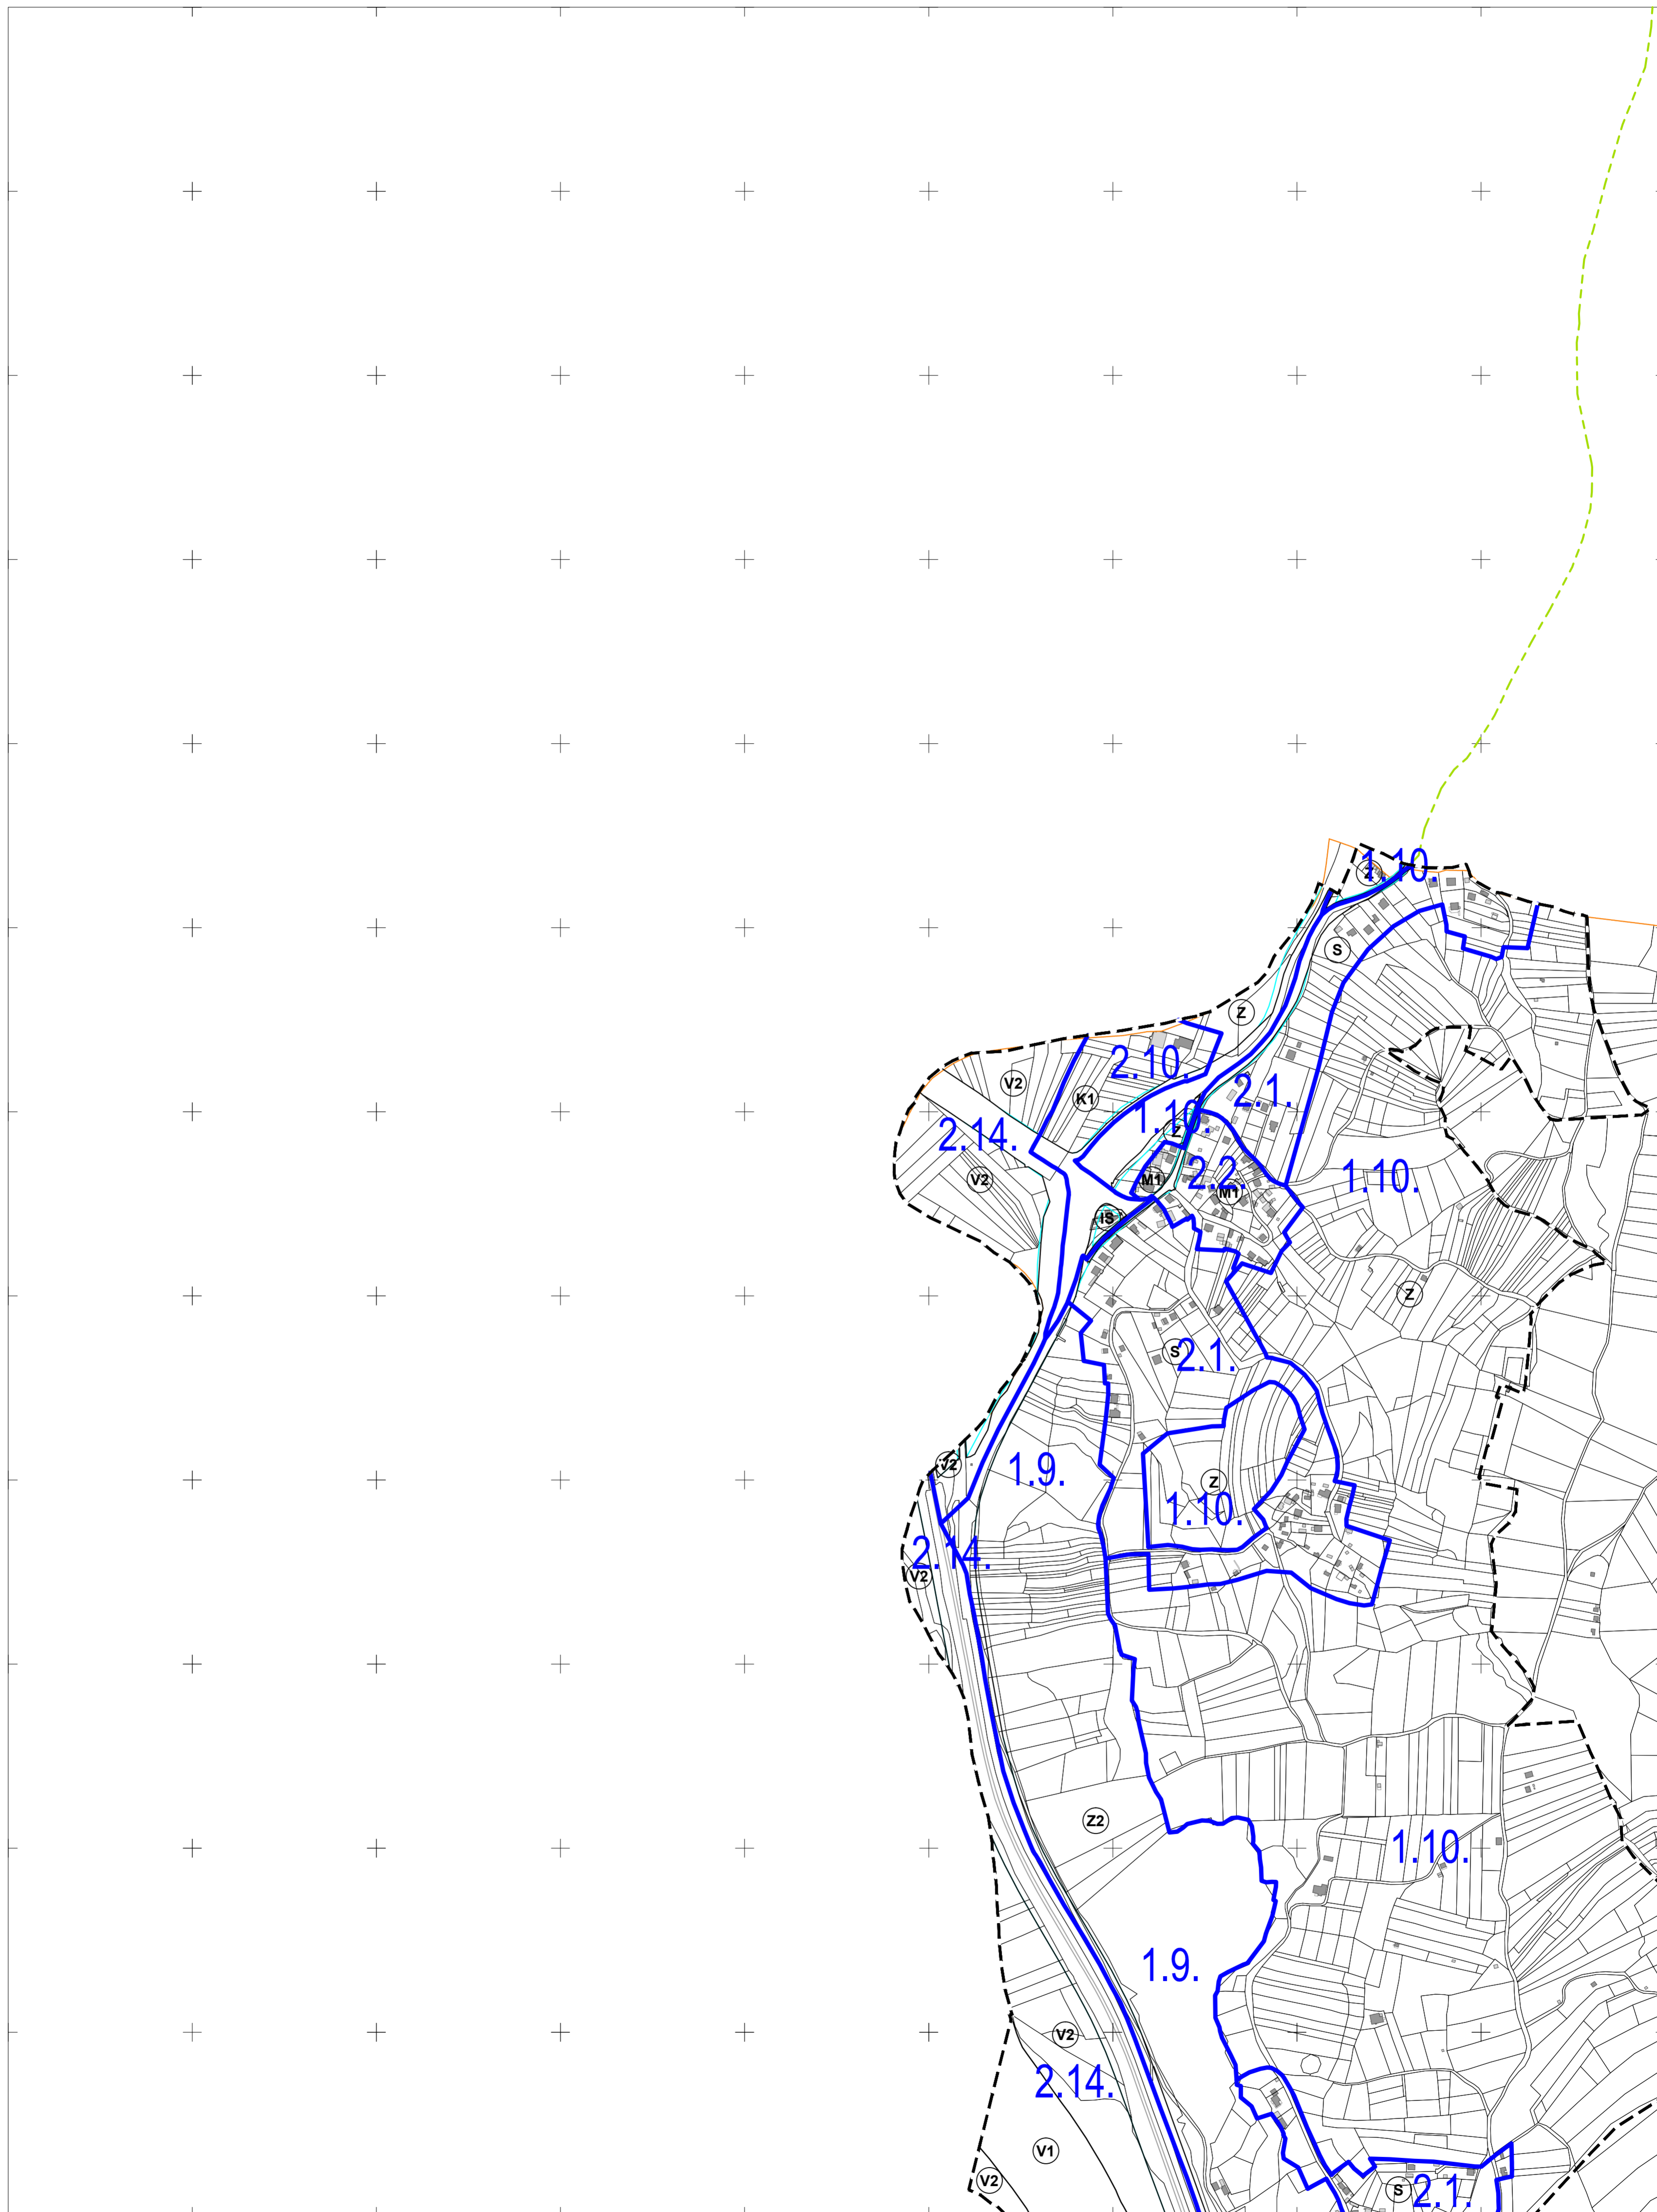 1.10.
Z
S
Z
2.10.
V2
2.1.
K1
1.10.
Z
2.14.
2.2.
1.10.
V2
M1
M1
IS
Z
S
2.1.
V2
1.9.
Z
1.10.
2.14.
V2
Z2
1.10.
1.9.
V2
2.14.
V1
V2
S
2.1.